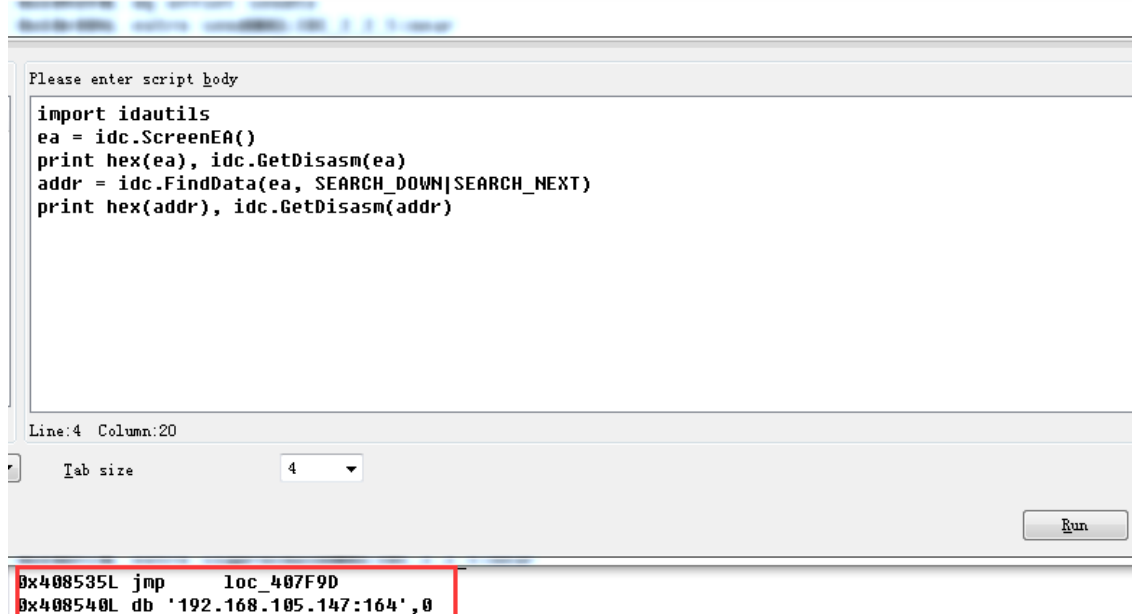 Please enter script body
import idautils
ea = idc.ScreenEA()
print hex(ea), idc.GetDisasm(ea)
addr = idc.FindData(ea, SEARCH_DOWN|SEARCH_NEXT)
print hex(addr), idc.GetDisasm(addr)
Line:4 Column:20
Tab size
4
Run
0x408535L jmp loc_407F9D
0x408540L db '192.168.105.147:164',0